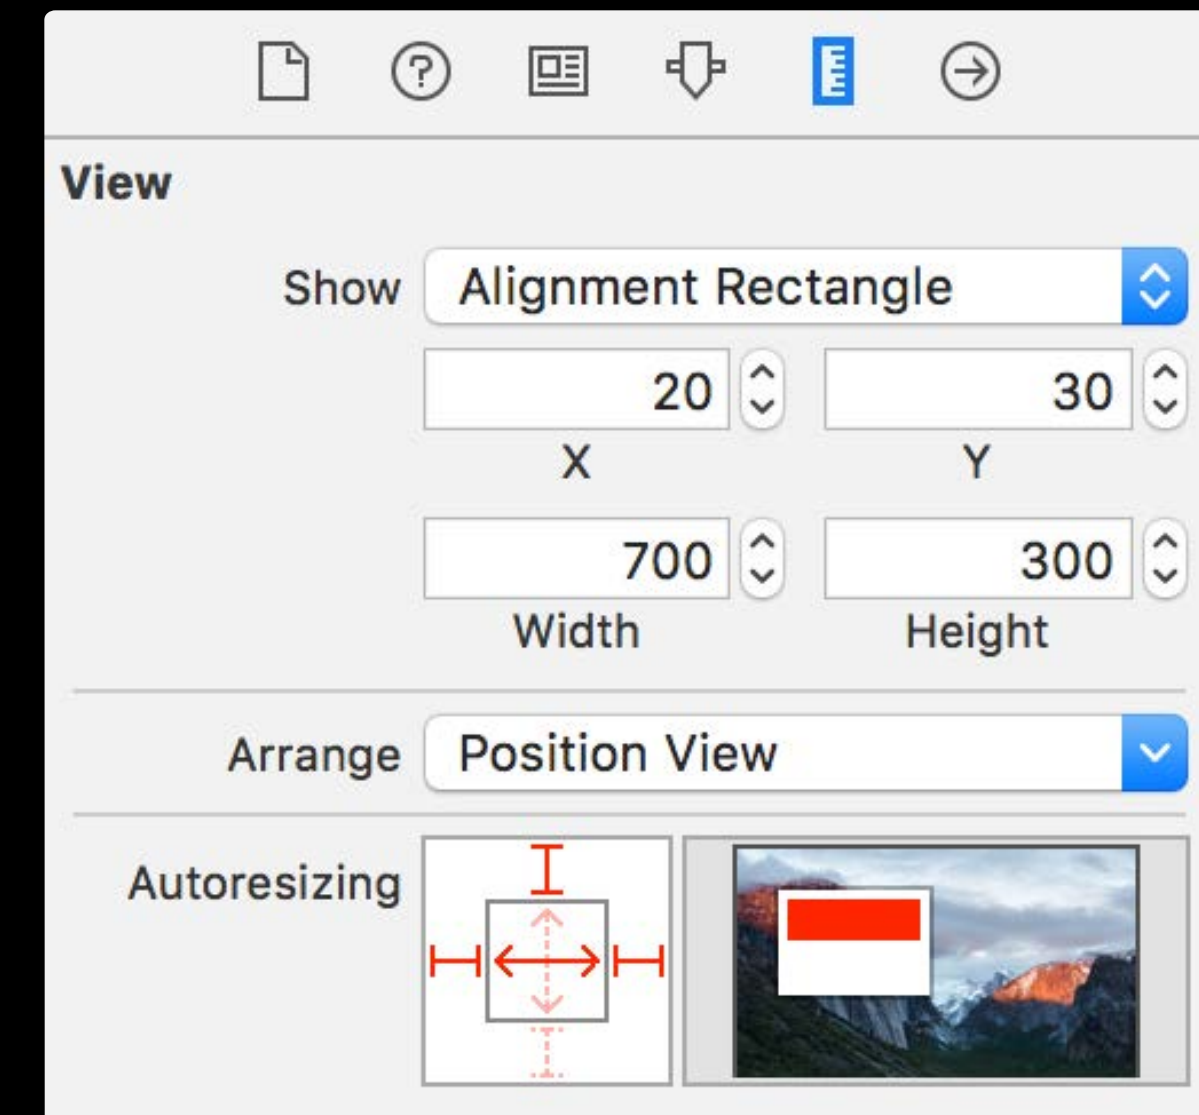 View
Show Alignment Rectangle
20 30
X Y
700 300
Width Height
Arrange Position View
Autoresizing